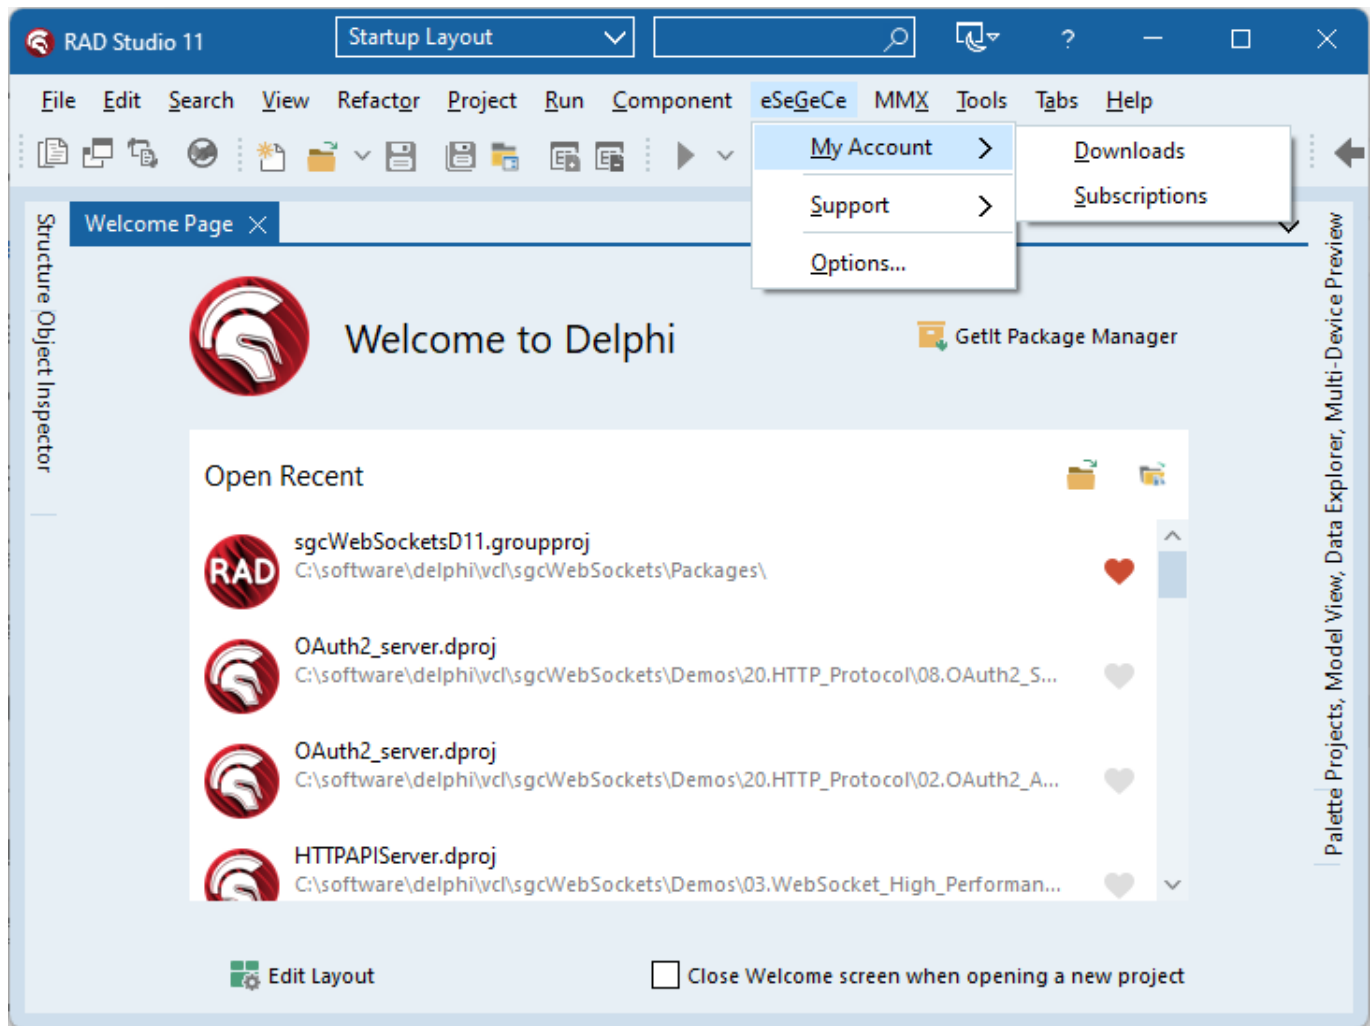 RAD Studio 11
Startup Layout
?
File Edit Search View Refactor Project Run Component eSeGeCe MMX Tools Tabs Help
My Account
Downloads
Subscriptions
Support
Options...
Structure
Object Inspector
Welcome Page
Welcome to Delphi
GetIt Package Manager
Open Recent
RAD
sgcWebSocketsD11.groupproj
C:\software\delphi\vcl\sgcWebSockets\Packages\
OAuth2_server.dproj
C:\software\delphi\vcl\sgcWebSockets\Demos\20.HTTP_Protocol\08.OAuth2_S...
OAuth2_server.dproj
C:\software\delphi\vcl\sgcWebSockets\Demos\20.HTTP_Protocol\02.OAuth2_A...
HTTPAPIServer.dproj
C:\software\delphi\vcl\sgcWebSockets\Demos\03.WebSocket_High_Performan...
Edit Layout
Close Welcome screen when opening a new project
Projects, Model View, Data Explorer, Multi-Device Preview
Palette